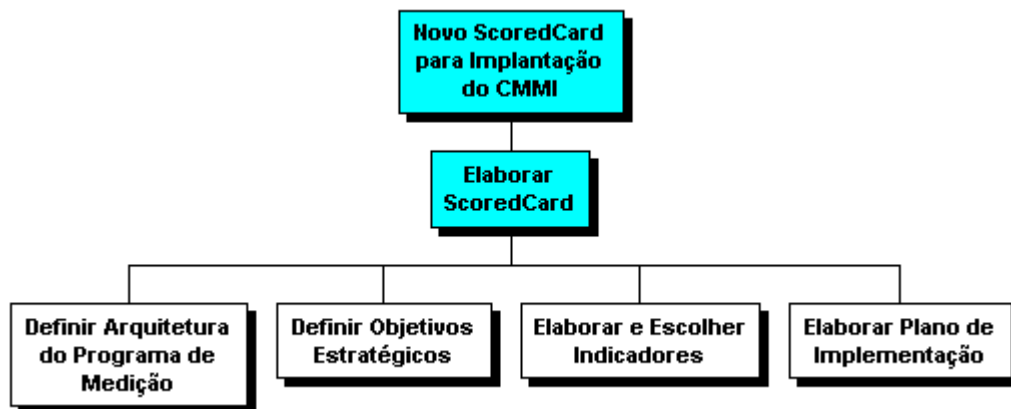 Novo ScoredCard
para Implantação
do CMMI
Elaborar
ScoredCard
Definir Arquitetura
do Programa de
Medição
Definir Objetivos
Estratégicos
Elaborar e Escolher
Indicadores
Elaborar Plano de
Implementação